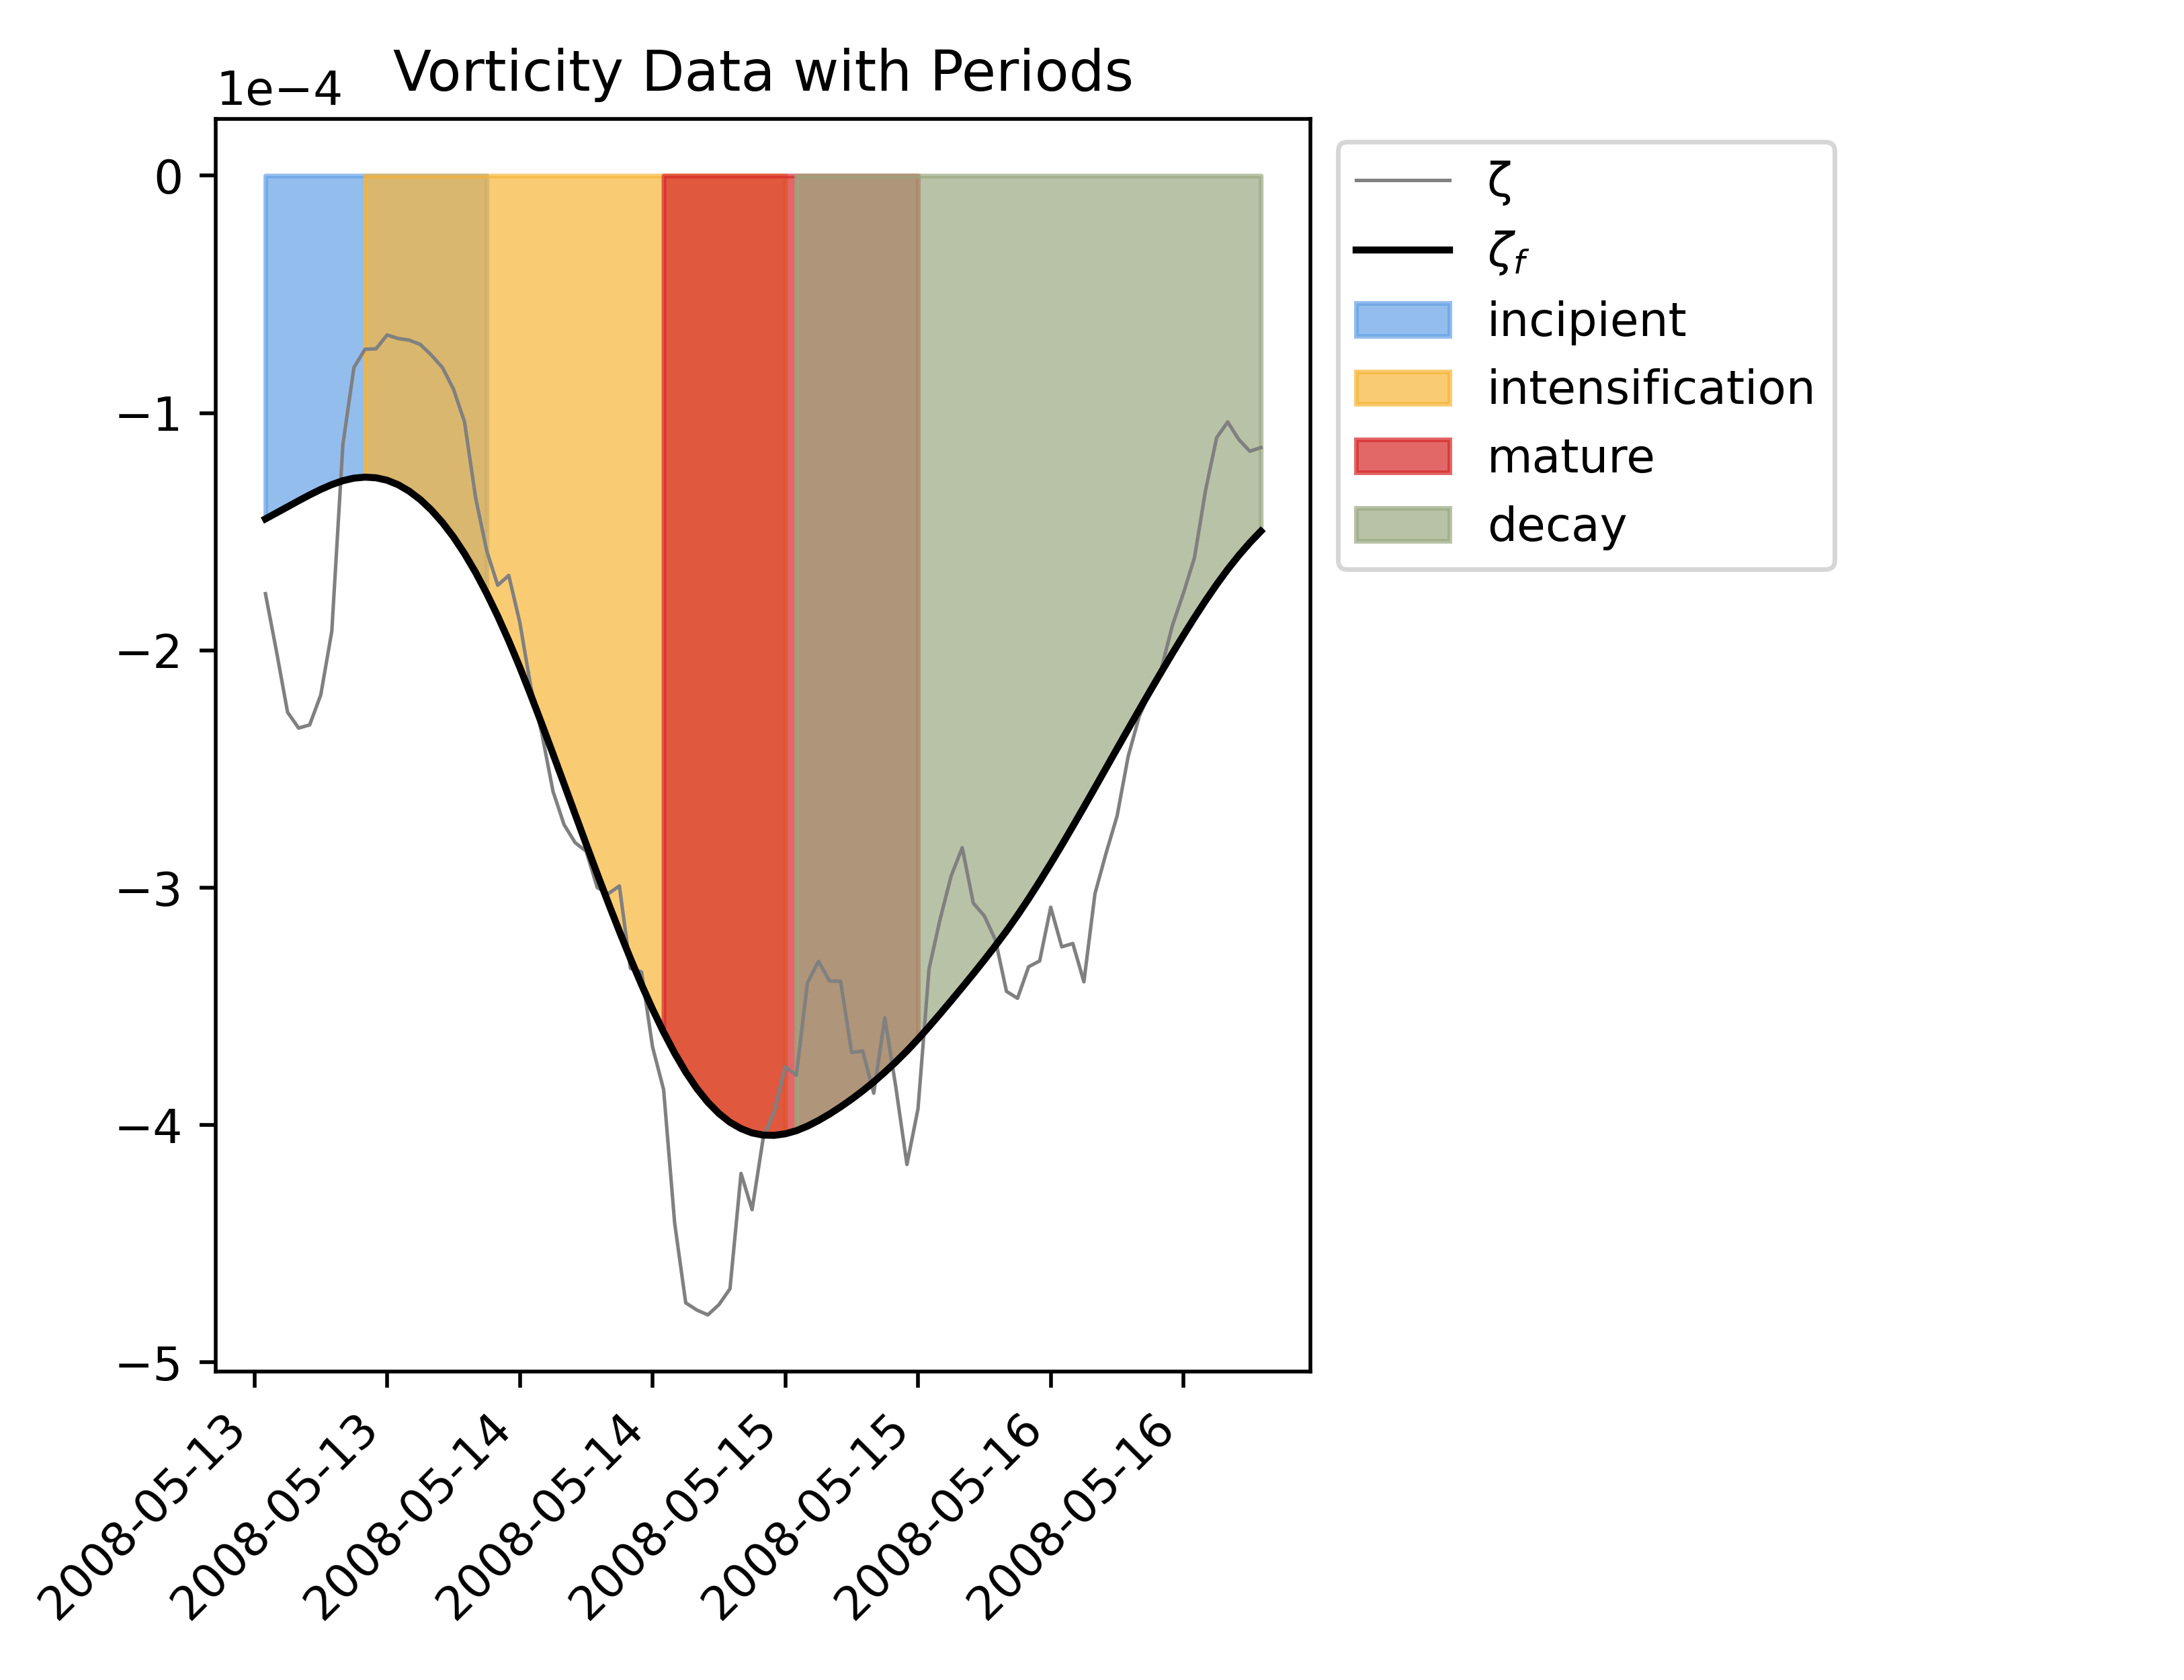 Vorticity Data with Periods
1e−4
0
−1
−2
−3
−4
−5
2008-05-13
2008-05-13
2008-05-14
2008-05-14
2008-05-15
2008-05-15
2008-05-16
2008-05-16
ζ
ζf
incipient
intensification
mature
decay